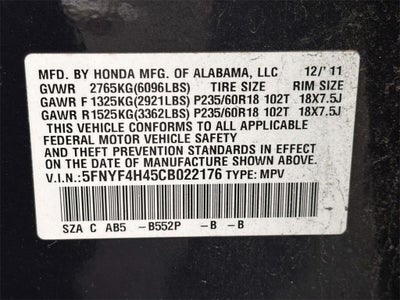 MFD. BY HONDA MFG. OF ALABAMA, LLC 12/'11
GVWR 2765KG(6096LBS) TIRE SIZE RIM SIZE
GAWR F 1325KG(2921LBS) P235/60R18 102T 18X7.5J
GAWR R 1525KG(3362LBS) P235/60R18 102T 18X7.5J
THIS VEHICLE CONFORMS TO ALL APPLICABLE
FEDERAL MOTOR VEHICLE SAFETY
AND THEFT PREVENTION STANDARDS IN EFFECT
ON THE DATE OF MANUFACTURE SHOWN ABOVE.
V.I.N.:5FNYF4H45CB022176 TYPE: MPV
SZA C AB5 -B552P -B -B